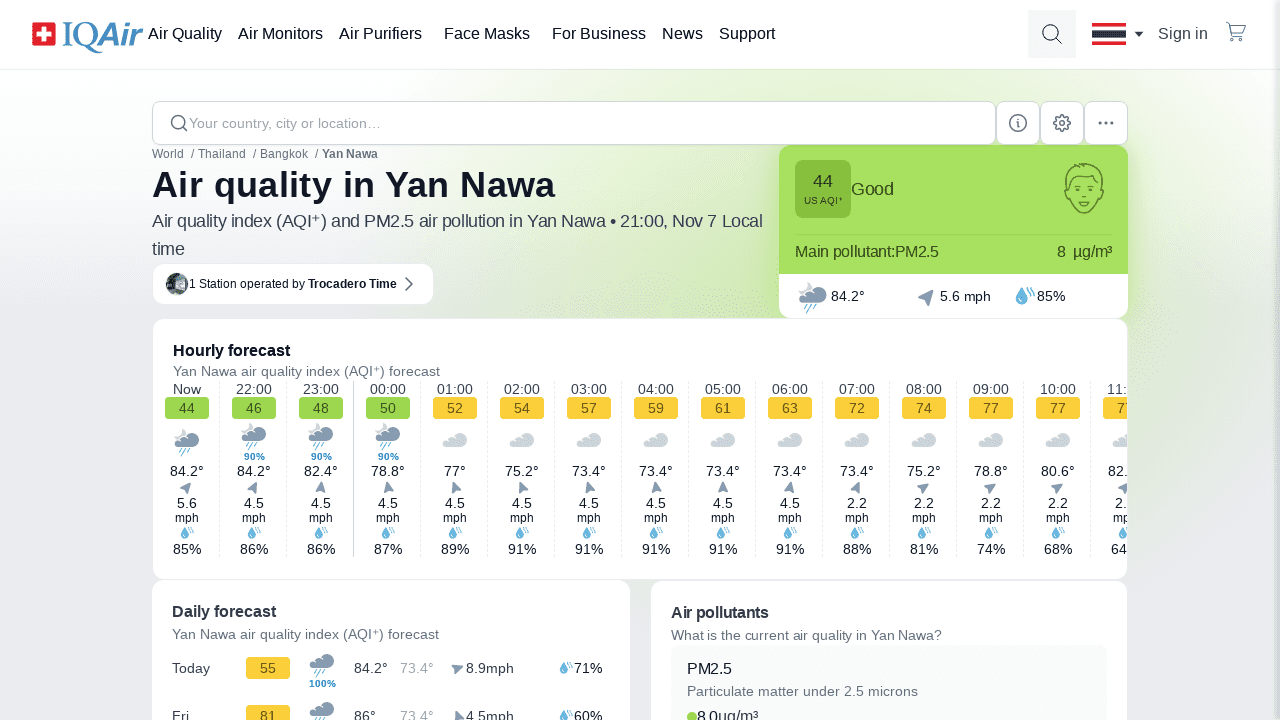 IQAir Air Quality Air Monitors Air Purifiers Face Masks For Business News Support Sign in
Your country, city or location...
World / Thailand / Bangkok / Yan Nawa
Air quality in Yan Nawa
Air quality index (AQI⁺) and PM2.5 air pollution in Yan Nawa • 21:00, Nov 7 Local
time
1 Station operated by Trocadero Time
44
US AQI⁺
Good
Main pollutant:PM2.5 8 µg/m³
84.2° 5.6 mph 85%
Hourly forecast
Yan Nawa air quality index (AQI⁺) forecast
Now 22:00 23:00 00:00 01:00 02:00 03:00 04:00 05:00 06:00 07:00 08:00 09:00 10:00 11:
44 46 48 50 52 54 57 59 61 63 72 74 77 77
90% 90% 90%
84.2° 84.2° 82.4° 78.8° 77° 75.2° 73.4° 73.4° 73.4° 73.4° 73.4° 75.2° 78.8° 80.6° 82.
5.6 4.5 4.5 4.5 4.5 4.5 4.5 4.5 4.5 4.5 2.2 2.2 2.2 2.2 2.
mph mph mph mph mph mph mph mph mph mph mph mph mph mph mp
85% 86% 86% 87% 89% 91% 91% 91% 91% 91% 88% 81% 74% 68% 64
Daily forecast
Yan Nawa air quality index (AQI⁺) forecast
Today 55 84.2° 73.4° 8.9mph 71%
100%
Fri 81 86° 73.4° 4.5mph 60%
Air pollutants
What is the current air quality in Yan Nawa?
PM2.5
Particulate matter under 2.5 microns
8.0µg/m³